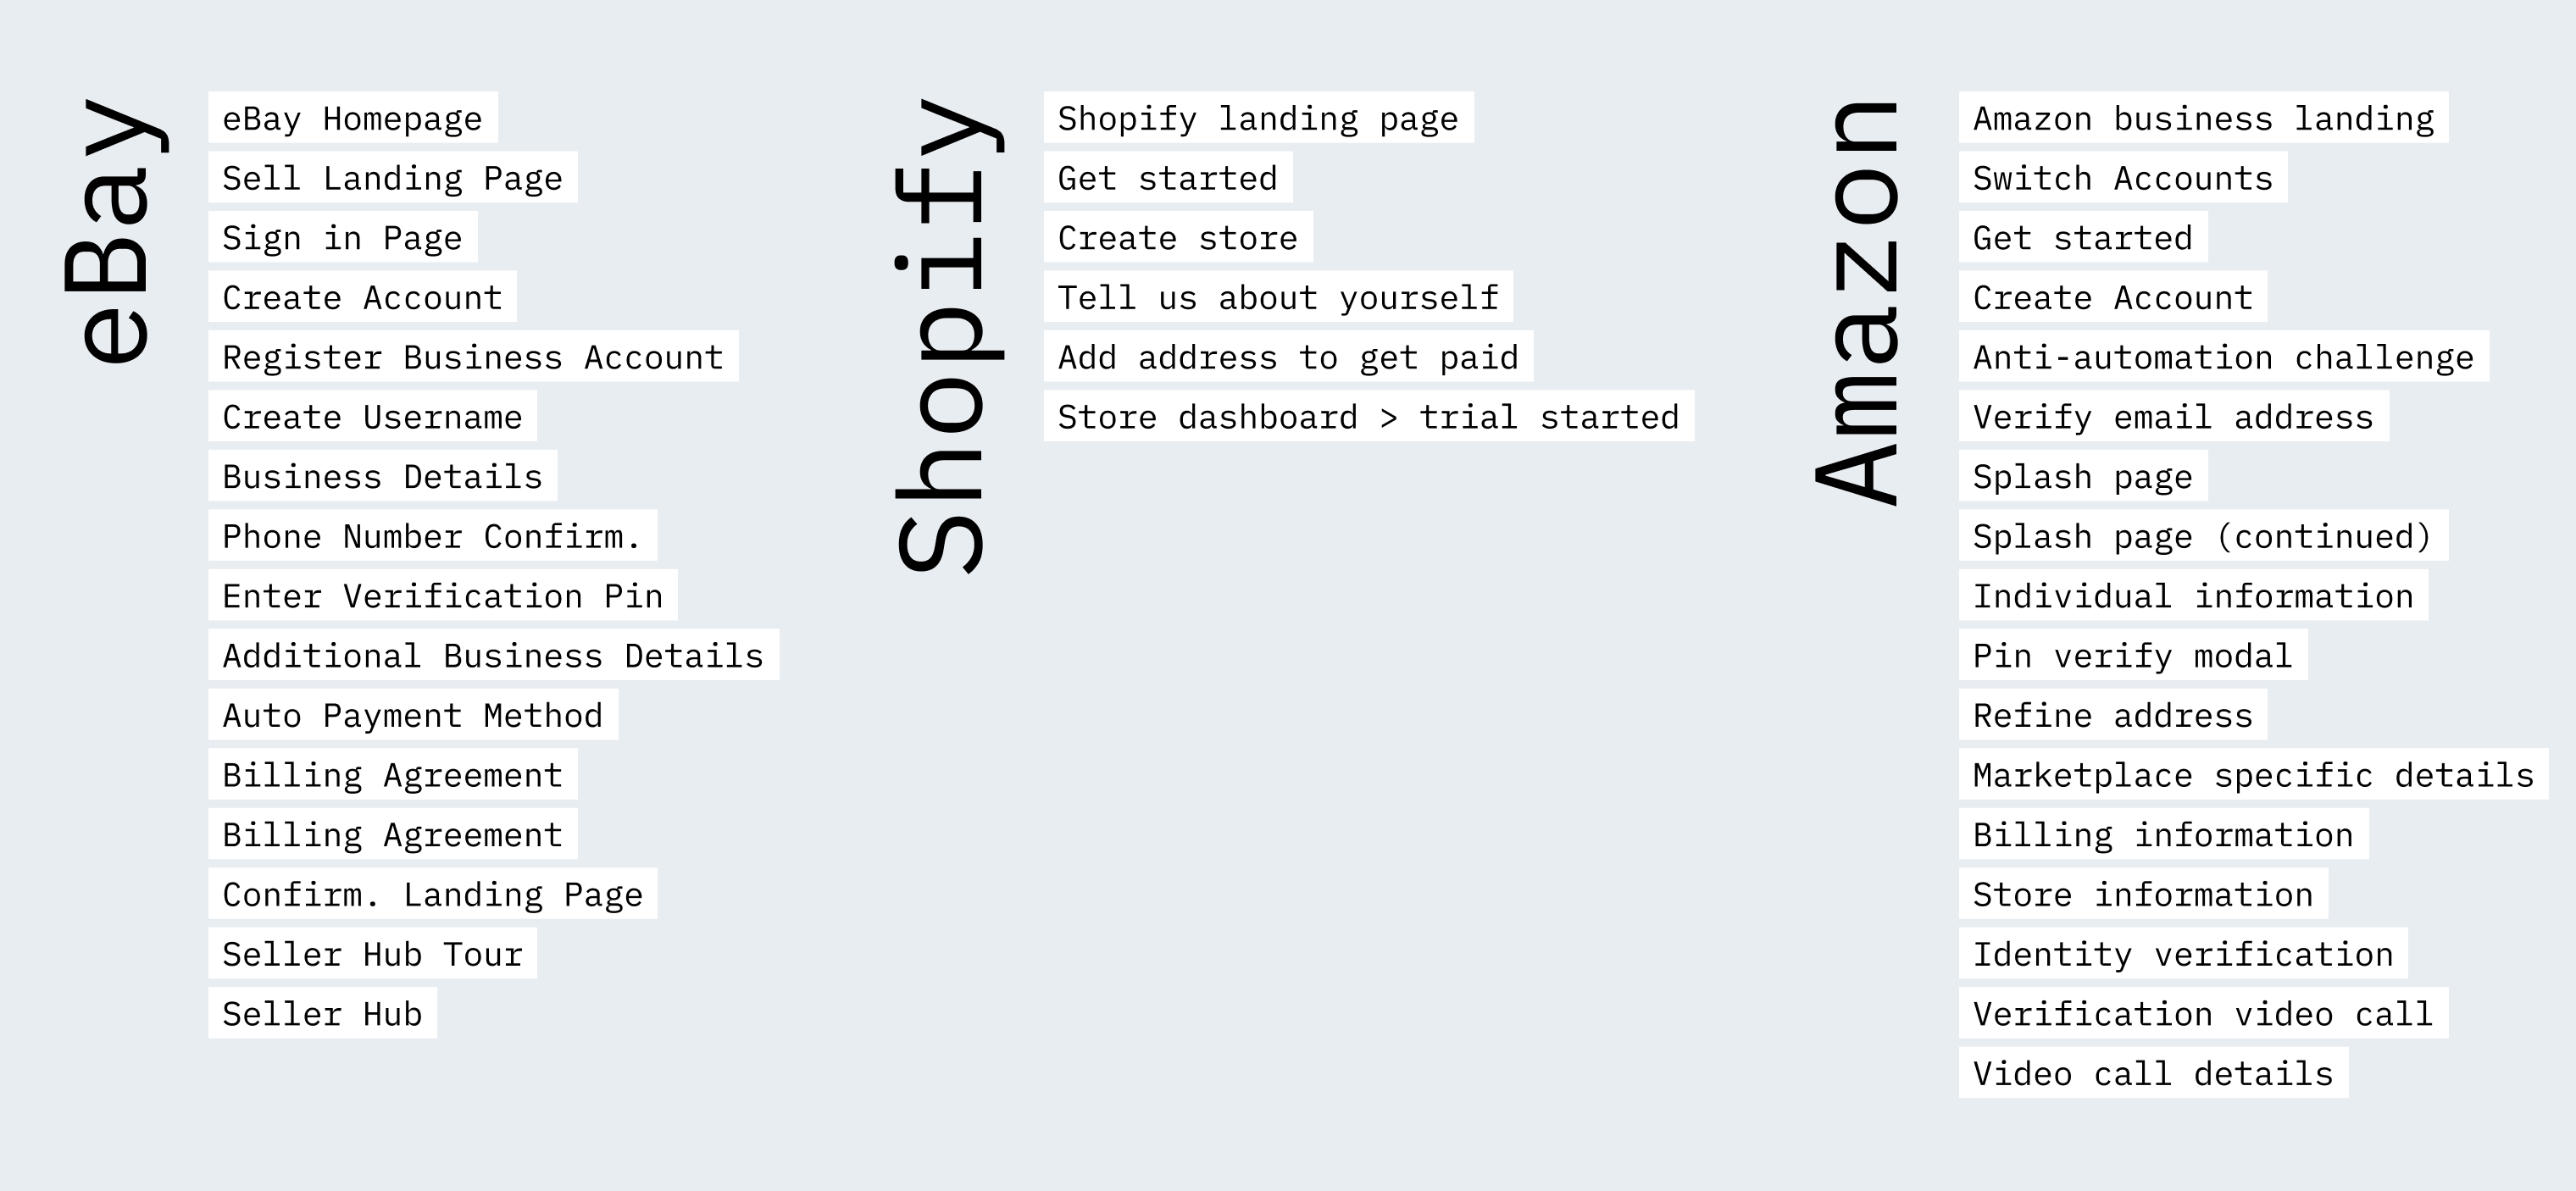 eBay
eBay Homepage
Sell Landing Page
Sign in Page
Create Account
Register Business Account
Create Username
Business Details
Phone Number Confirm.
Enter Verification Pin
Additional Business Details
Auto Payment Method
Billing Agreement
Billing Agreement
Confirm. Landing Page
Seller Hub Tour
Seller Hub
Shopify
Shopify landing page
Get started
Create store
Tell us about yourself
Add address to get paid
Store dashboard > trial started
Amazon
Amazon business landing
Switch Accounts
Get started
Create Account
Anti-automation challenge
Verify email address
Splash page
Splash page (continued)
Individual information
Pin verify modal
Refine address
Marketplace specific details
Billing information
Store information
Identity verification
Verification video call
Video call details